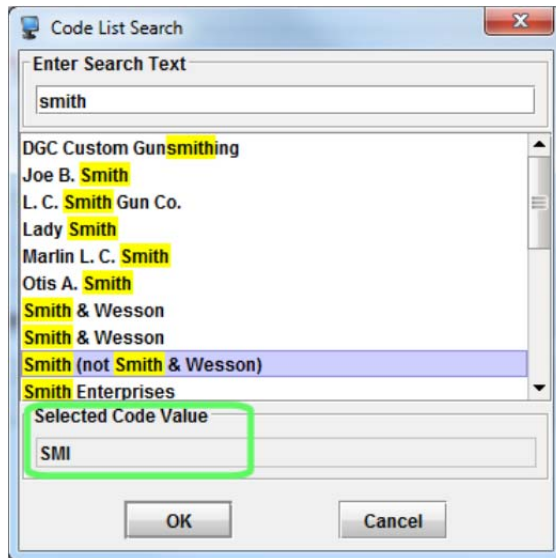 Code List Search
Enter Search Text
smith
DGC Custom Gunsmithing
Joe B. Smith
L. C. Smith Gun Co.
Lady Smith
Marlin L. C. Smith
Otis A. Smith
Smith & Wesson
Smith & Wesson
Smith (not Smith & Wesson)
Smith Enterprises
Selected Code Value
SMI
OK Cancel